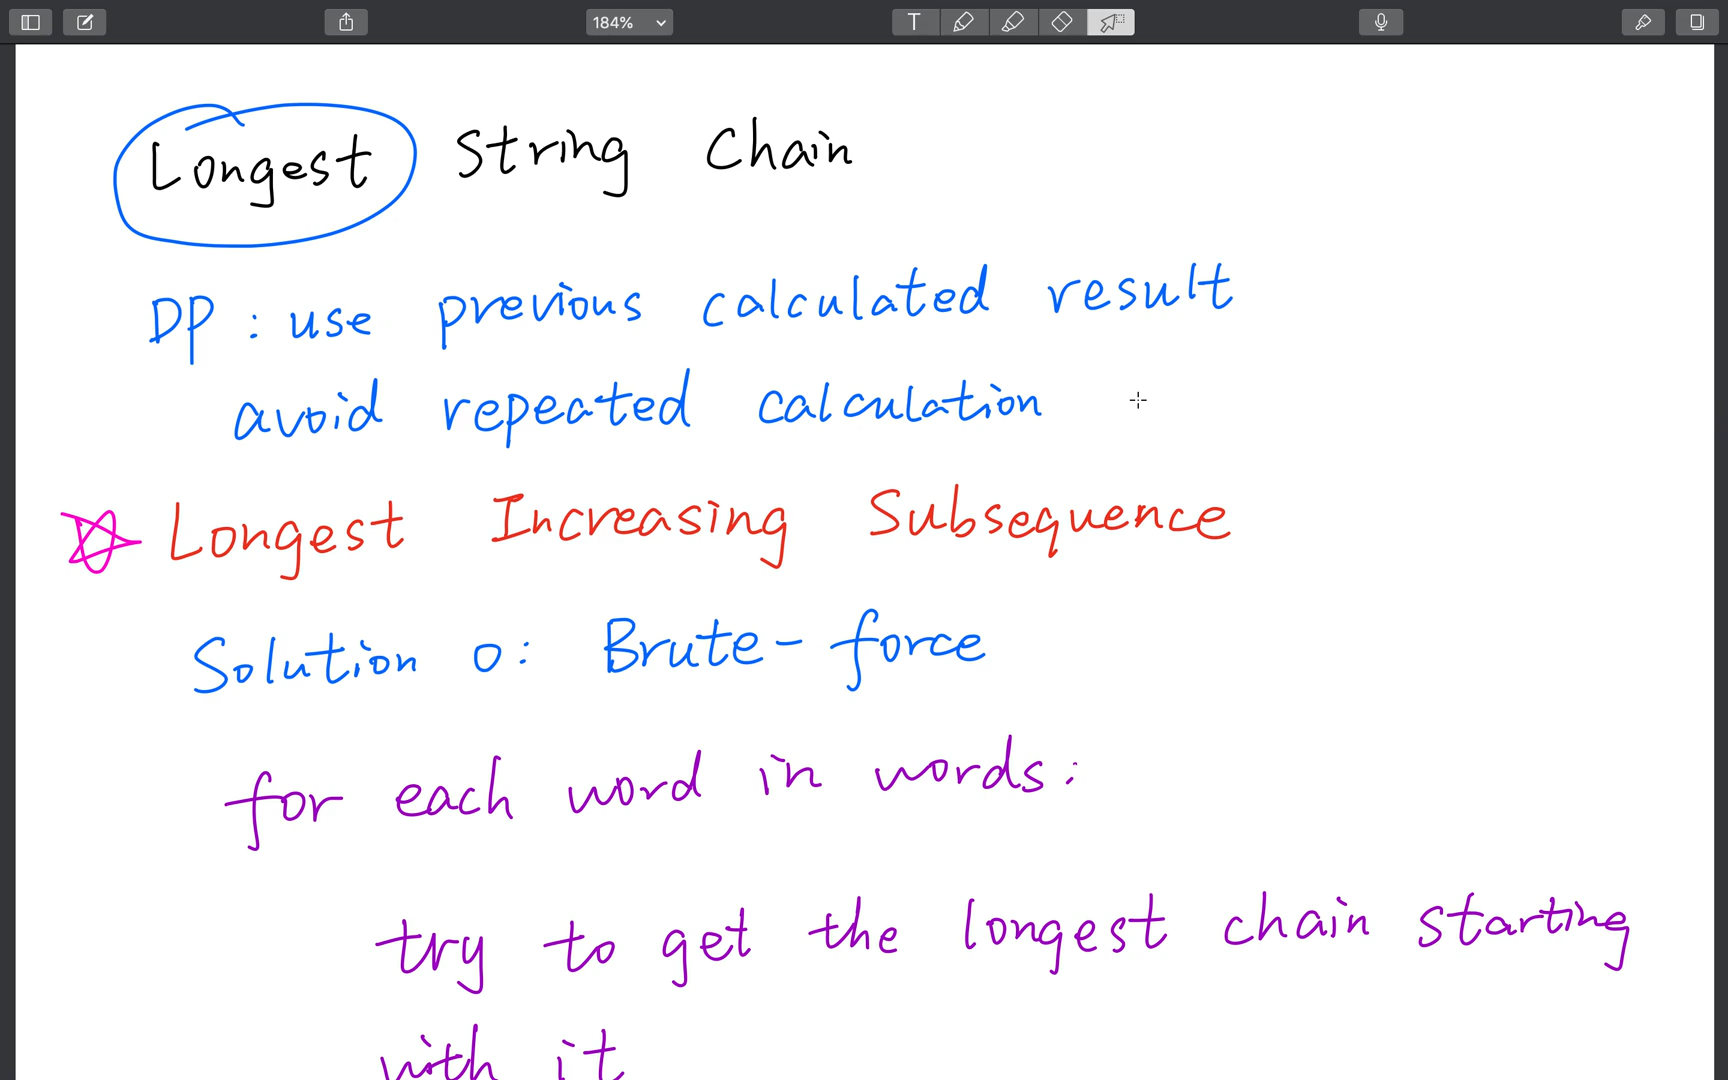 184%
T
Longest String Chain
DP : use previous calculated result
avoid repeated calculation
Longest Increasing Subsequence
Solution 0: Brute-force
for each word in words:
try to get the longest chain starting
with it